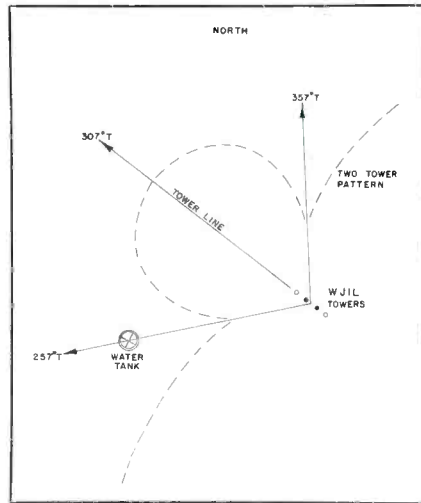 NORTH
357°T
307°T
TWO TOWER
PATTERN
TOWER LINE
WJIL
TOWERS
257°T
WATER
TANK